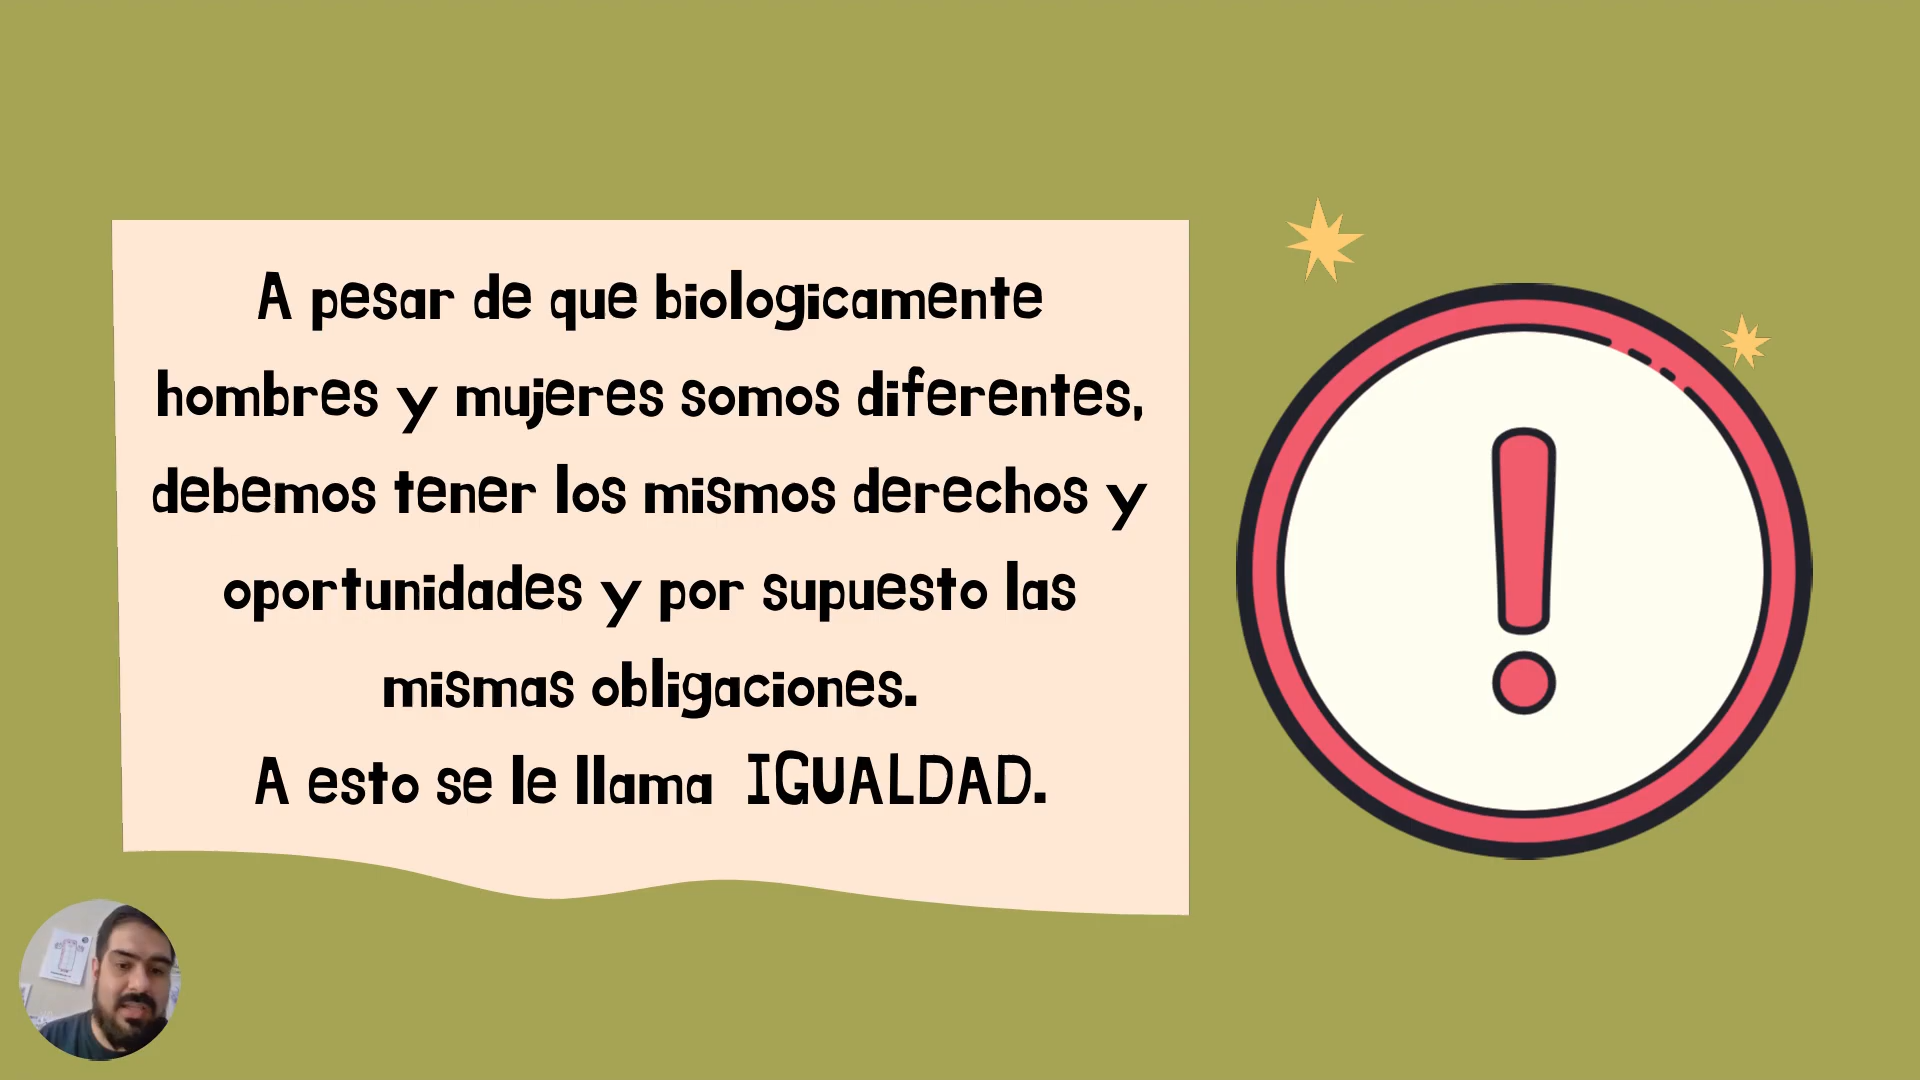 A pesar de que biologicamente
hombres y mujeres somos diferentes,
debemos tener los mismos derechos y
oportunidades y por supuesto las
mismas obligaciones.
A esto se le llama IGUALDAD.